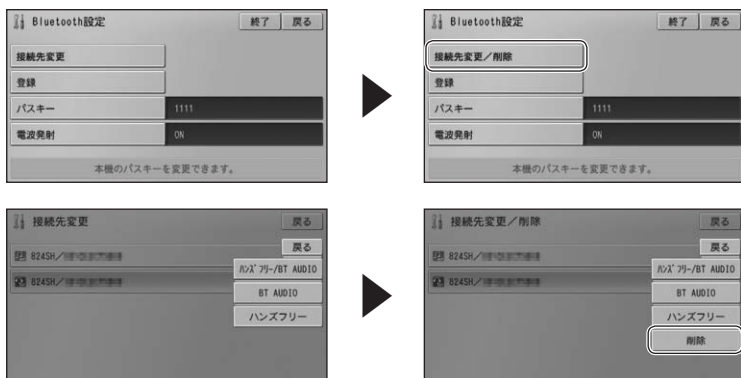 Bluetooth設定 終了 戻る
接続先変更
登録
パスキー 1111
電波発射 ON
本機のパスキーを変更できます。
Bluetooth設定 終了 戻る
接続先変更／削除
登録
パスキー 1111
電波発射 ON
本機のパスキーを変更できます。
接続先変更 戻る
824SH／
824SH／
戻る
ﾊﾝｽﾞﾌﾘｰ/BT AUDIO
BT AUDIO
ハンズフリー
接続先変更／削除 戻る
824SH／
824SH／
戻る
ﾊﾝｽﾞﾌﾘｰ/BT AUDIO
BT AUDIO
ハンズフリー
削除